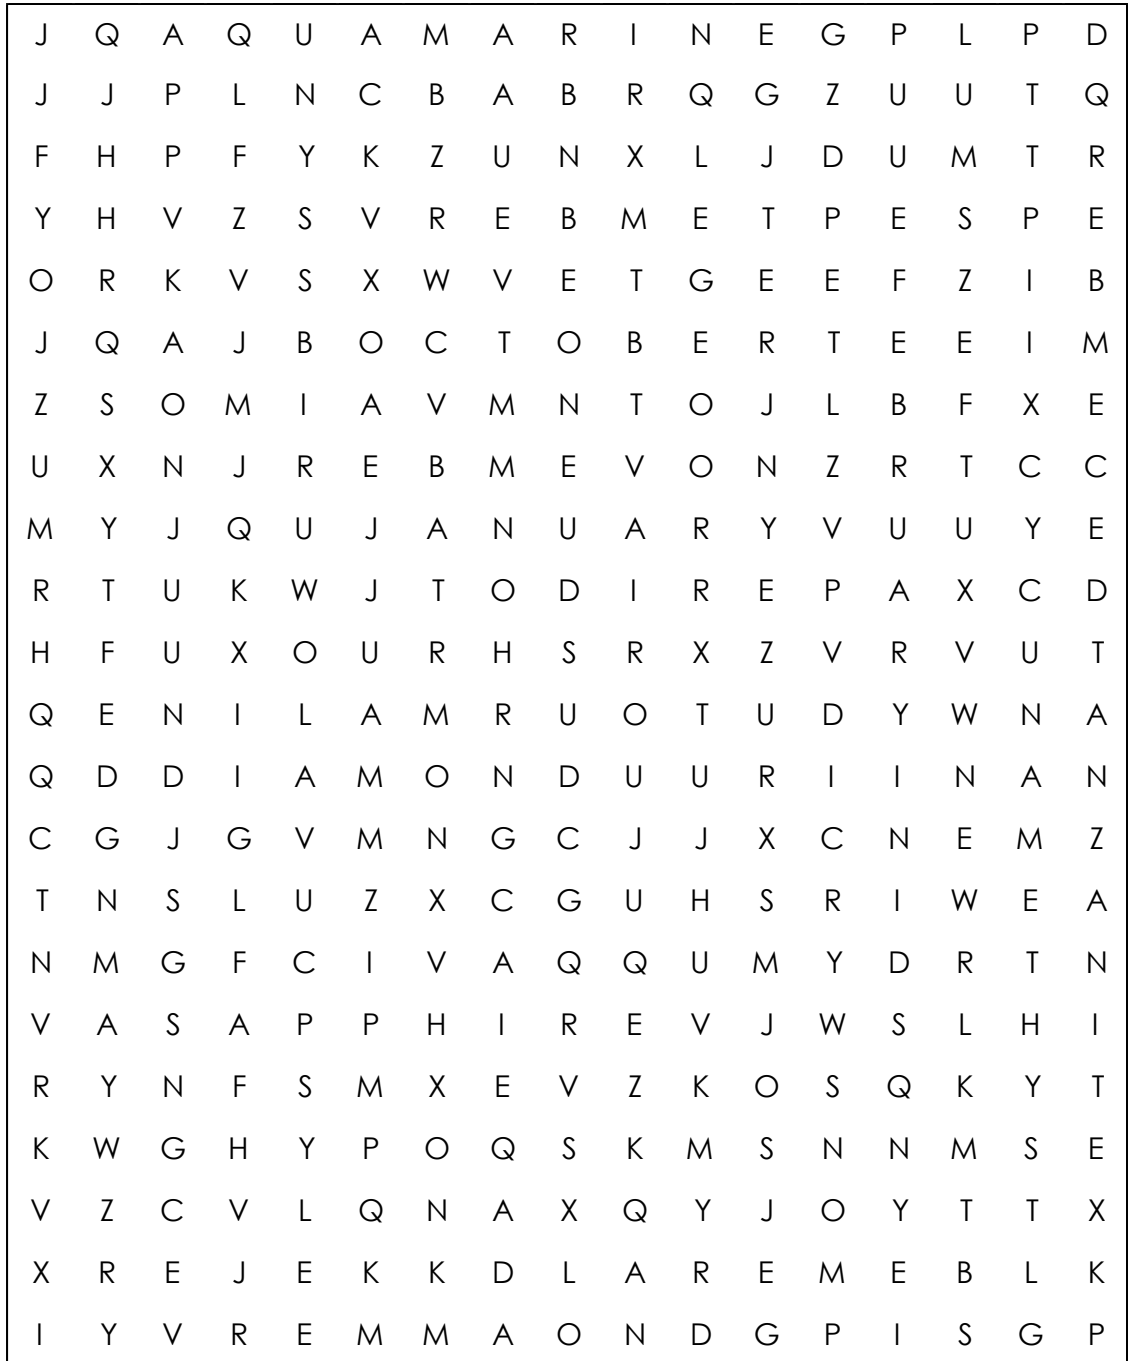 J Q A Q U A M A R I N E G P L P D
J J P L N C B A B R Q G Z U U T Q
F H P F Y K Z U N X L J D U M T R
Y H V Z S V R E B M E T P E S P E
O R K V S X W V E T G E E F Z I B
J Q A J B O C T O B E R T E E I M
Z S O M I A V M N T O J L B F X E
U X N J R E B M E V O N Z R T C C
M Y J Q U J A N U A R Y V U U Y E
R T U K W J T O D I R E P A X C D
H F U X O U R H S R X Z V R V U T
Q E N I L A M R U O T U D Y W N A
Q D D I A M O N D U U R I I N A N
C G J G V M N G C J J X C N E M Z
T N S L U Z X C G U H S R I W E A
N M G F C I V A Q Q U M Y D R T N
V A S A P P H I R E V J W S L H I
R Y N F S M X E V Z K O S Q K Y T
K W G H Y P O Q S K M S N N M S E
V Z C V L Q N A X Q Y J O Y T T X
X R E J E K K D L A R E M E B L K
I Y V R E M M A O N D G P I S G P